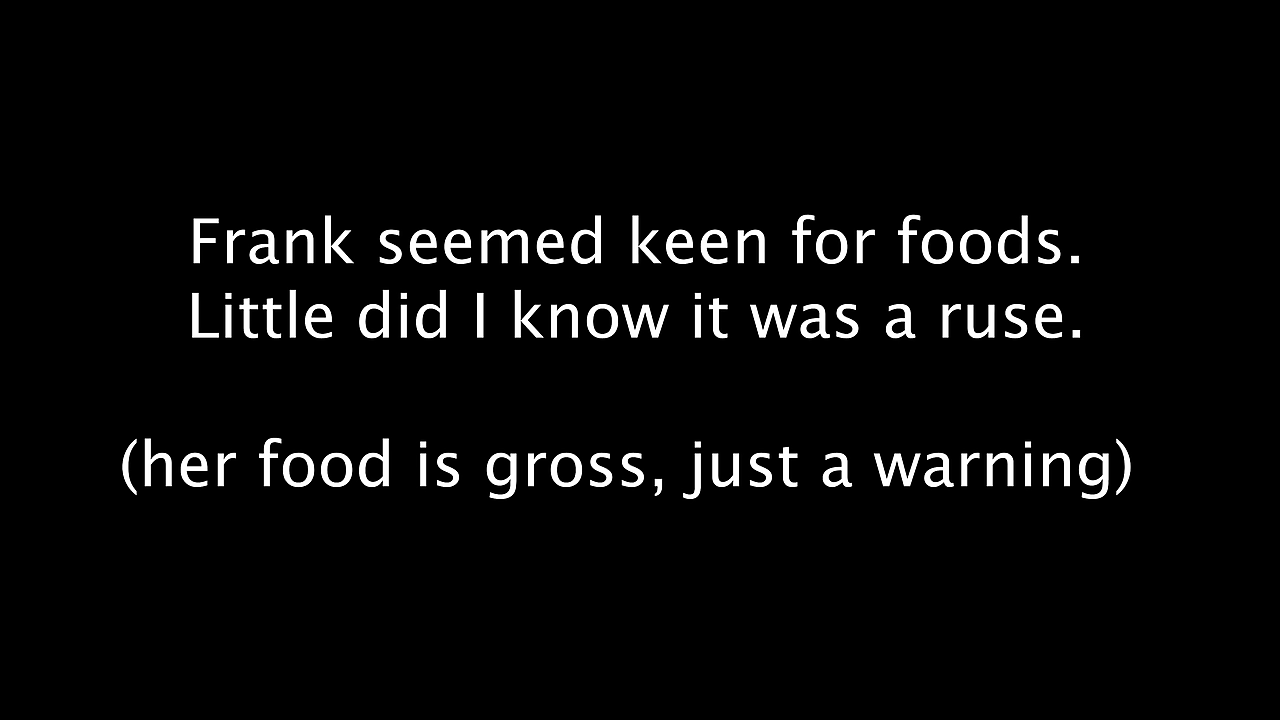 Frank seemed keen for foods.
Little did I know it was a ruse.
(her food is gross, just a warning)